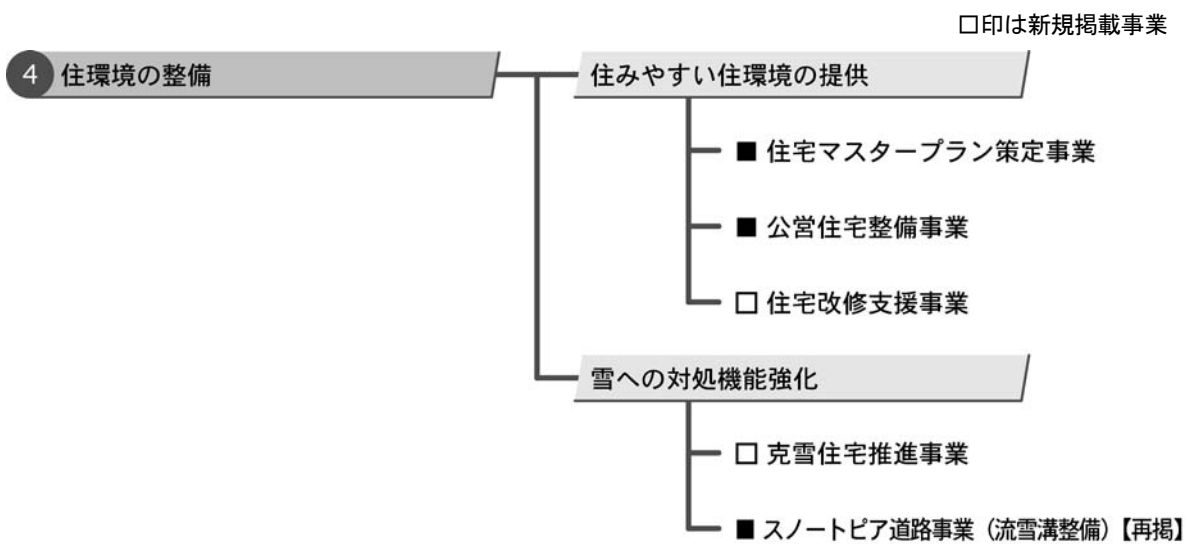 □印は新規掲載事業
4 住環境の整備
住みやすい住環境の提供
■ 住宅マスタープラン策定事業
■ 公営住宅整備事業
□ 住宅改修支援事業
雪への対処機能強化
□ 克雪住宅推進事業
■ スノートピア道路事業（流雪溝整備）【再掲】